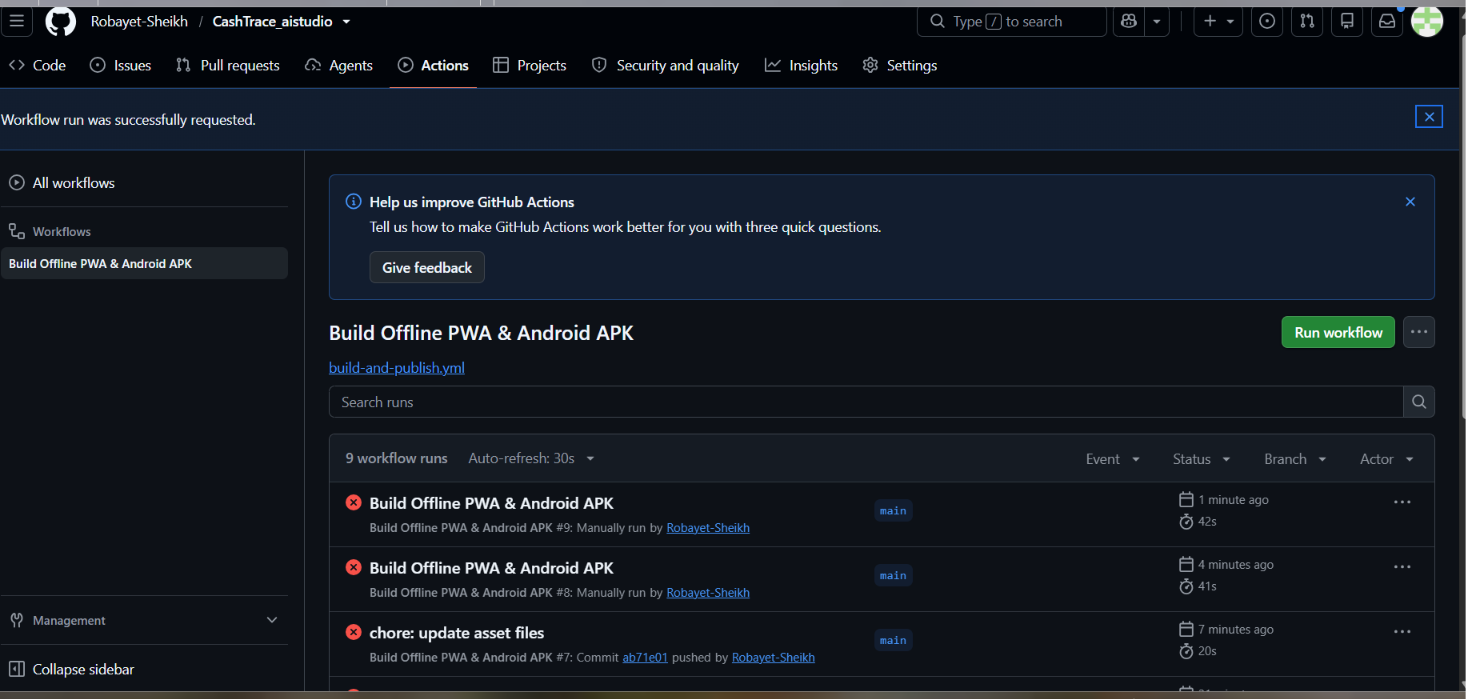 Robayet-Sheikh / CashTrace_aistudio
Type / to search
Code
Issues
Pull requests
Agents
Actions
Projects
Security and quality
Insights
Settings
Workflow run was successfully requested.
All workflows
Workflows
Build Offline PWA & Android APK
Management
Collapse sidebar
Help us improve GitHub Actions
Tell us how to make GitHub Actions work better for you with three quick questions.
Give feedback
Build Offline PWA & Android APK
Run workflow
build-and-publish.yml
Search runs
9 workflow runs Auto-refresh: 30s Event Status Branch Actor
Build Offline PWA & Android APK
Build Offline PWA & Android APK #9: Manually run by Robayet-Sheikh
main
1 minute ago
42s
Build Offline PWA & Android APK
Build Offline PWA & Android APK #8: Manually run by Robayet-Sheikh
main
4 minutes ago
41s
chore: update asset files
Build Offline PWA & Android APK #7: Commit ab71e01 pushed by Robayet-Sheikh
main
7 minutes ago
20s